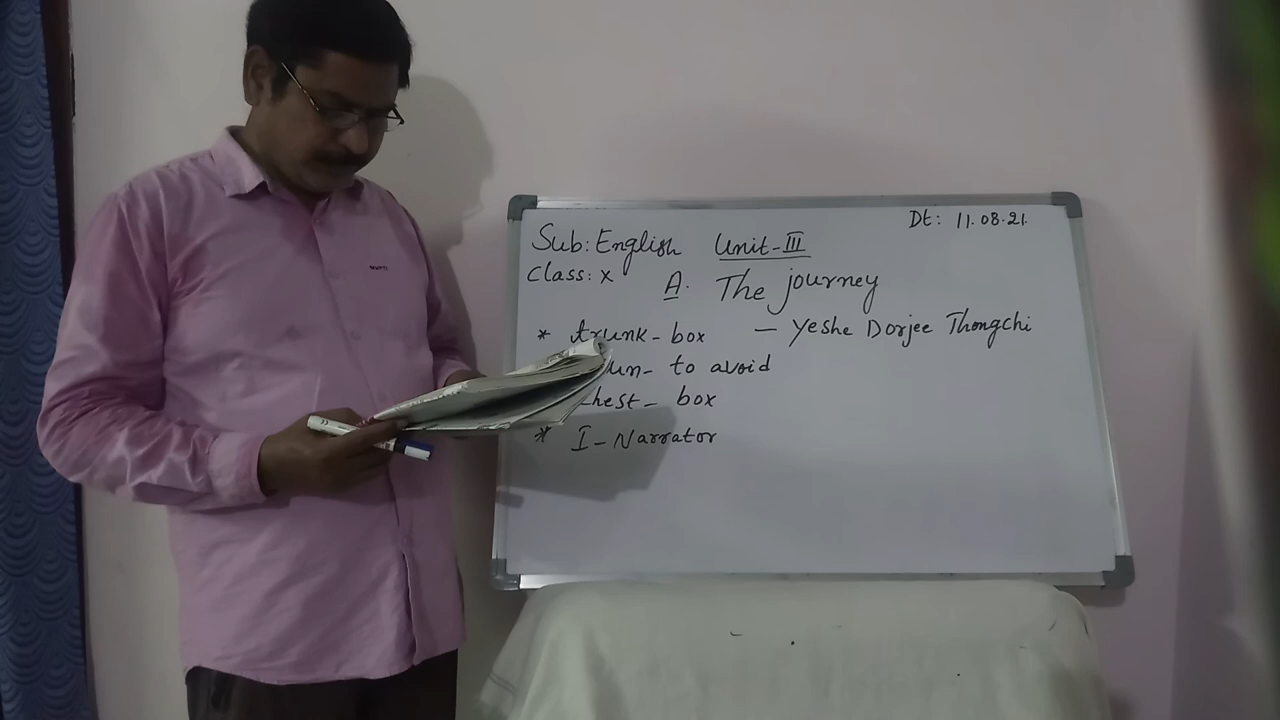 Dt: 11.08.21.
Sub: English Unit-III
Class: X A. The journey
* trunk - box — Yeshe Dorjee Thongchi
- to avoid
- box
* I - Narrator